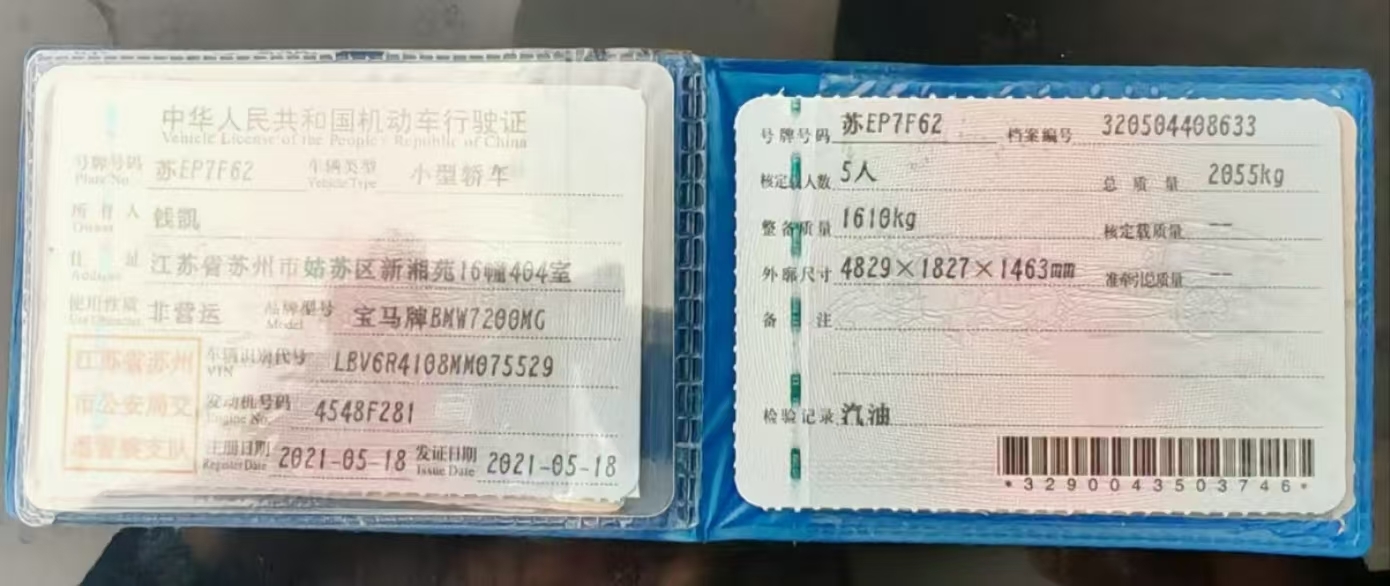 中华人民共和国机动车行驶证
Vehicle License of the People's Republic of China
号牌号码 苏EP7F62 车辆类型 小型轿车
Plate No. Vehicle Type
所有人 钱凯
Owner
住址 江苏省苏州市姑苏区新湘苑16幢404室
Address
使用性质 非营运 品牌型号 宝马牌BMW7200MG
Use Character Model
江苏省苏州
市公安局交
通警察支队
车辆识别代号 LBV6R4108MM075529
VIN
发动机号码 4548F281
Engine No.
注册日期 2021-05-18 发证日期 2021-05-18
Register Date Issue Date
号牌号码 苏EP7F62 档案编号 320504408633
核定载人数 5人 总质量 2055kg
整备质量 1610kg 核定载质量 --
外廓尺寸 4829×1827×1463mm 准牵引总质量 --
备注
检验记录 汽油
*3290043503746*